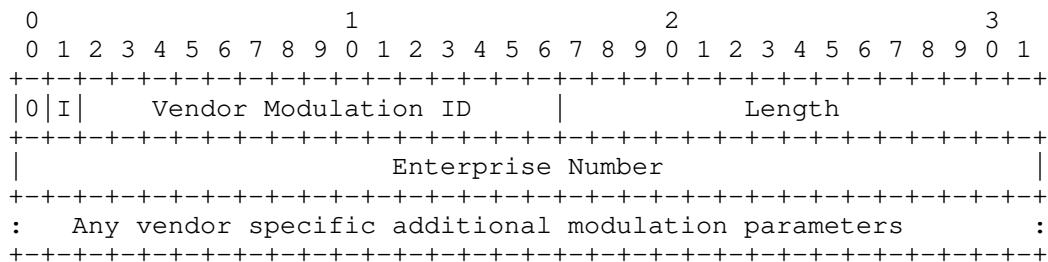 0                   1                   2                   3
 0 1 2 3 4 5 6 7 8 9 0 1 2 3 4 5 6 7 8 9 0 1 2 3 4 5 6 7 8 9 0 1
+-+-+-+-+-+-+-+-+-+-+-+-+-+-+-+-+-+-+-+-+-+-+-+-+-+-+-+-+-+-+-+-+
|0|I|    Vendor Modulation ID     |           Length
+-+-+-+-+-+-+-+-+-+-+-+-+-+-+-+-+-+-+-+-+-+-+-+-+-+-+-+-+-+-+-+-+
|                       Enterprise Number                       |
+-+-+-+-+-+-+-+-+-+-+-+-+-+-+-+-+-+-+-+-+-+-+-+-+-+-+-+-+-+-+-+-+
:   Any vendor specific additional modulation parameters        :
+-+-+-+-+-+-+-+-+-+-+-+-+-+-+-+-+-+-+-+-+-+-+-+-+-+-+-+-+-+-+-+-+